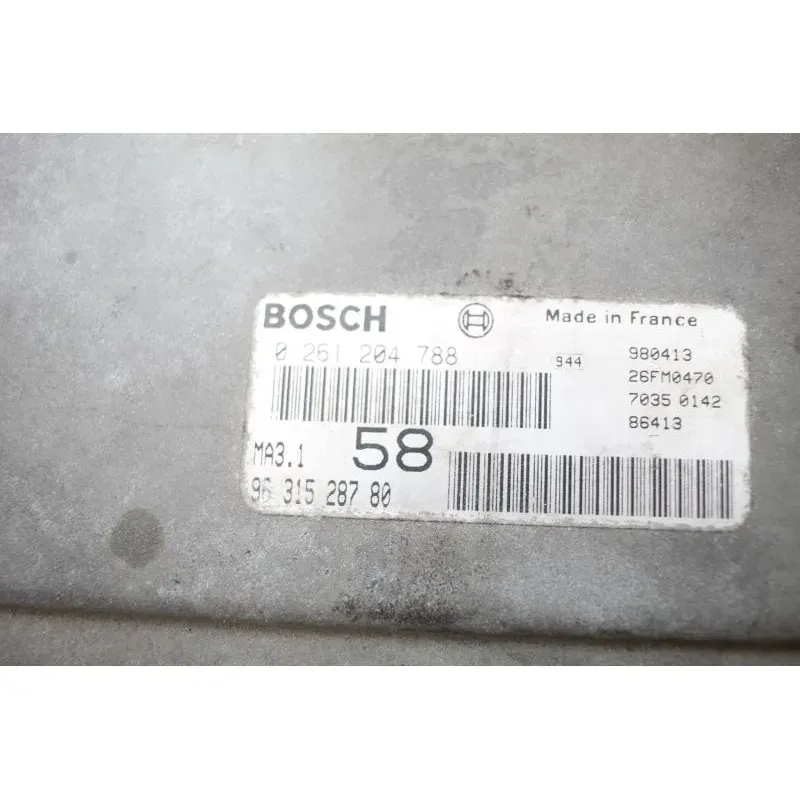 BOSCH Made in France
0 261 204 788 944 980413
26FM0470
7035 0142
86413
MA3.1 58
96 315 287 80